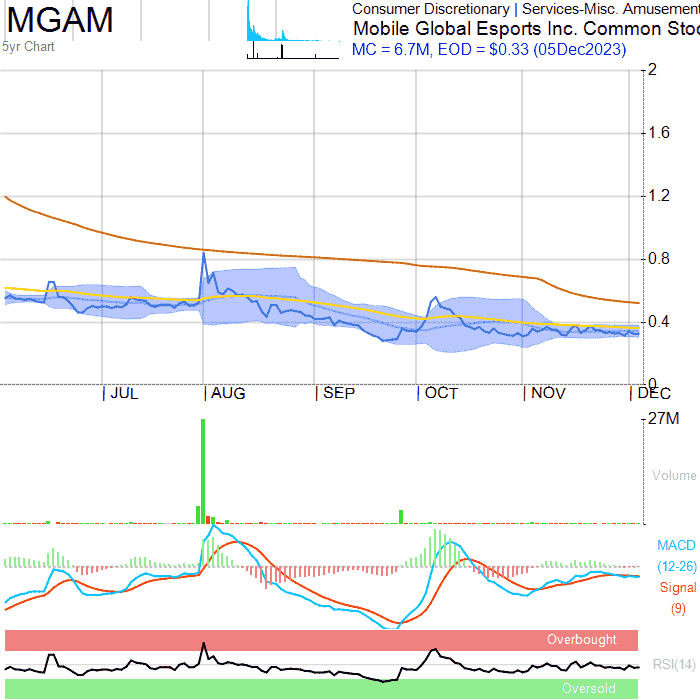 MGAM
5yr Chart
Consumer Discretionary | Services-Misc. Amusement
Mobile Global Esports Inc. Common Stoc
MC = 6.7M, EOD = $0.33 (05Dec2023)
2
1.6
1.2
0.8
0.4
0
JUL
AUG
SEP
OCT
NOV
DEC
27M
Volume
MACD
(12-26)
Signal
(9)
Overbought
RSI(14)
Oversold